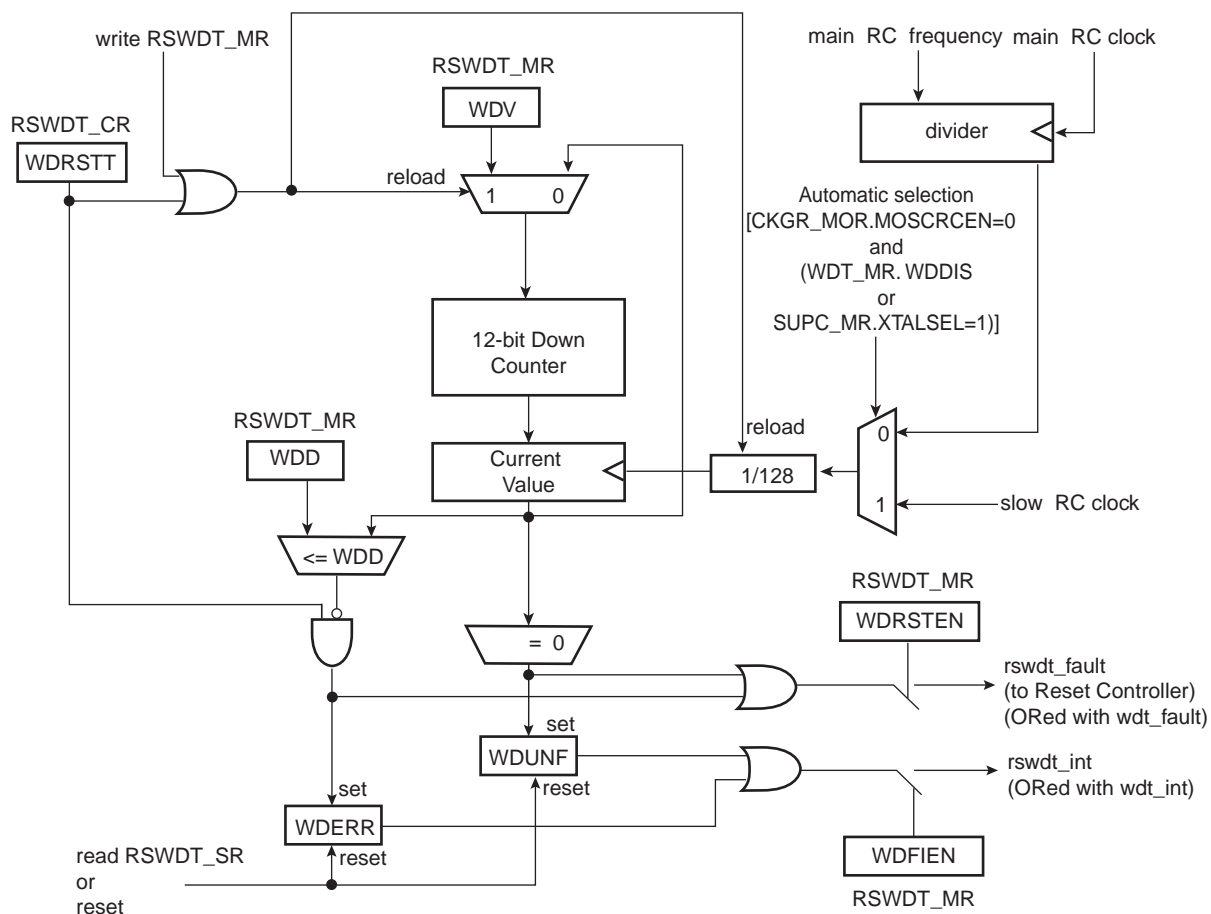 write RSWDT_MR
main RC frequency
main RC clock
RSWDT_MR
WDV
divider
RSWDT_CR
WDRSTT
reload
1 0
Automatic selection
[CKGR_MOR.MOSCRCEN=0
and
(WDT_MR. WDDIS
or
SUPC_MR.XTALSEL=1)]
12-bit Down
Counter
RSWDT_MR
WDD
Current
Value
reload
1/128
0
1
slow RC clock
<= WDD
RSWDT_MR
WDRSTEN
= 0
rswdt_fault
(to Reset Controller)
(ORed with wdt_fault)
set
WDUNF
reset
rswdt_int
(ORed with wdt_int)
set
WDERR
reset
read RSWDT_SR
or
reset
WDFIEN
RSWDT_MR